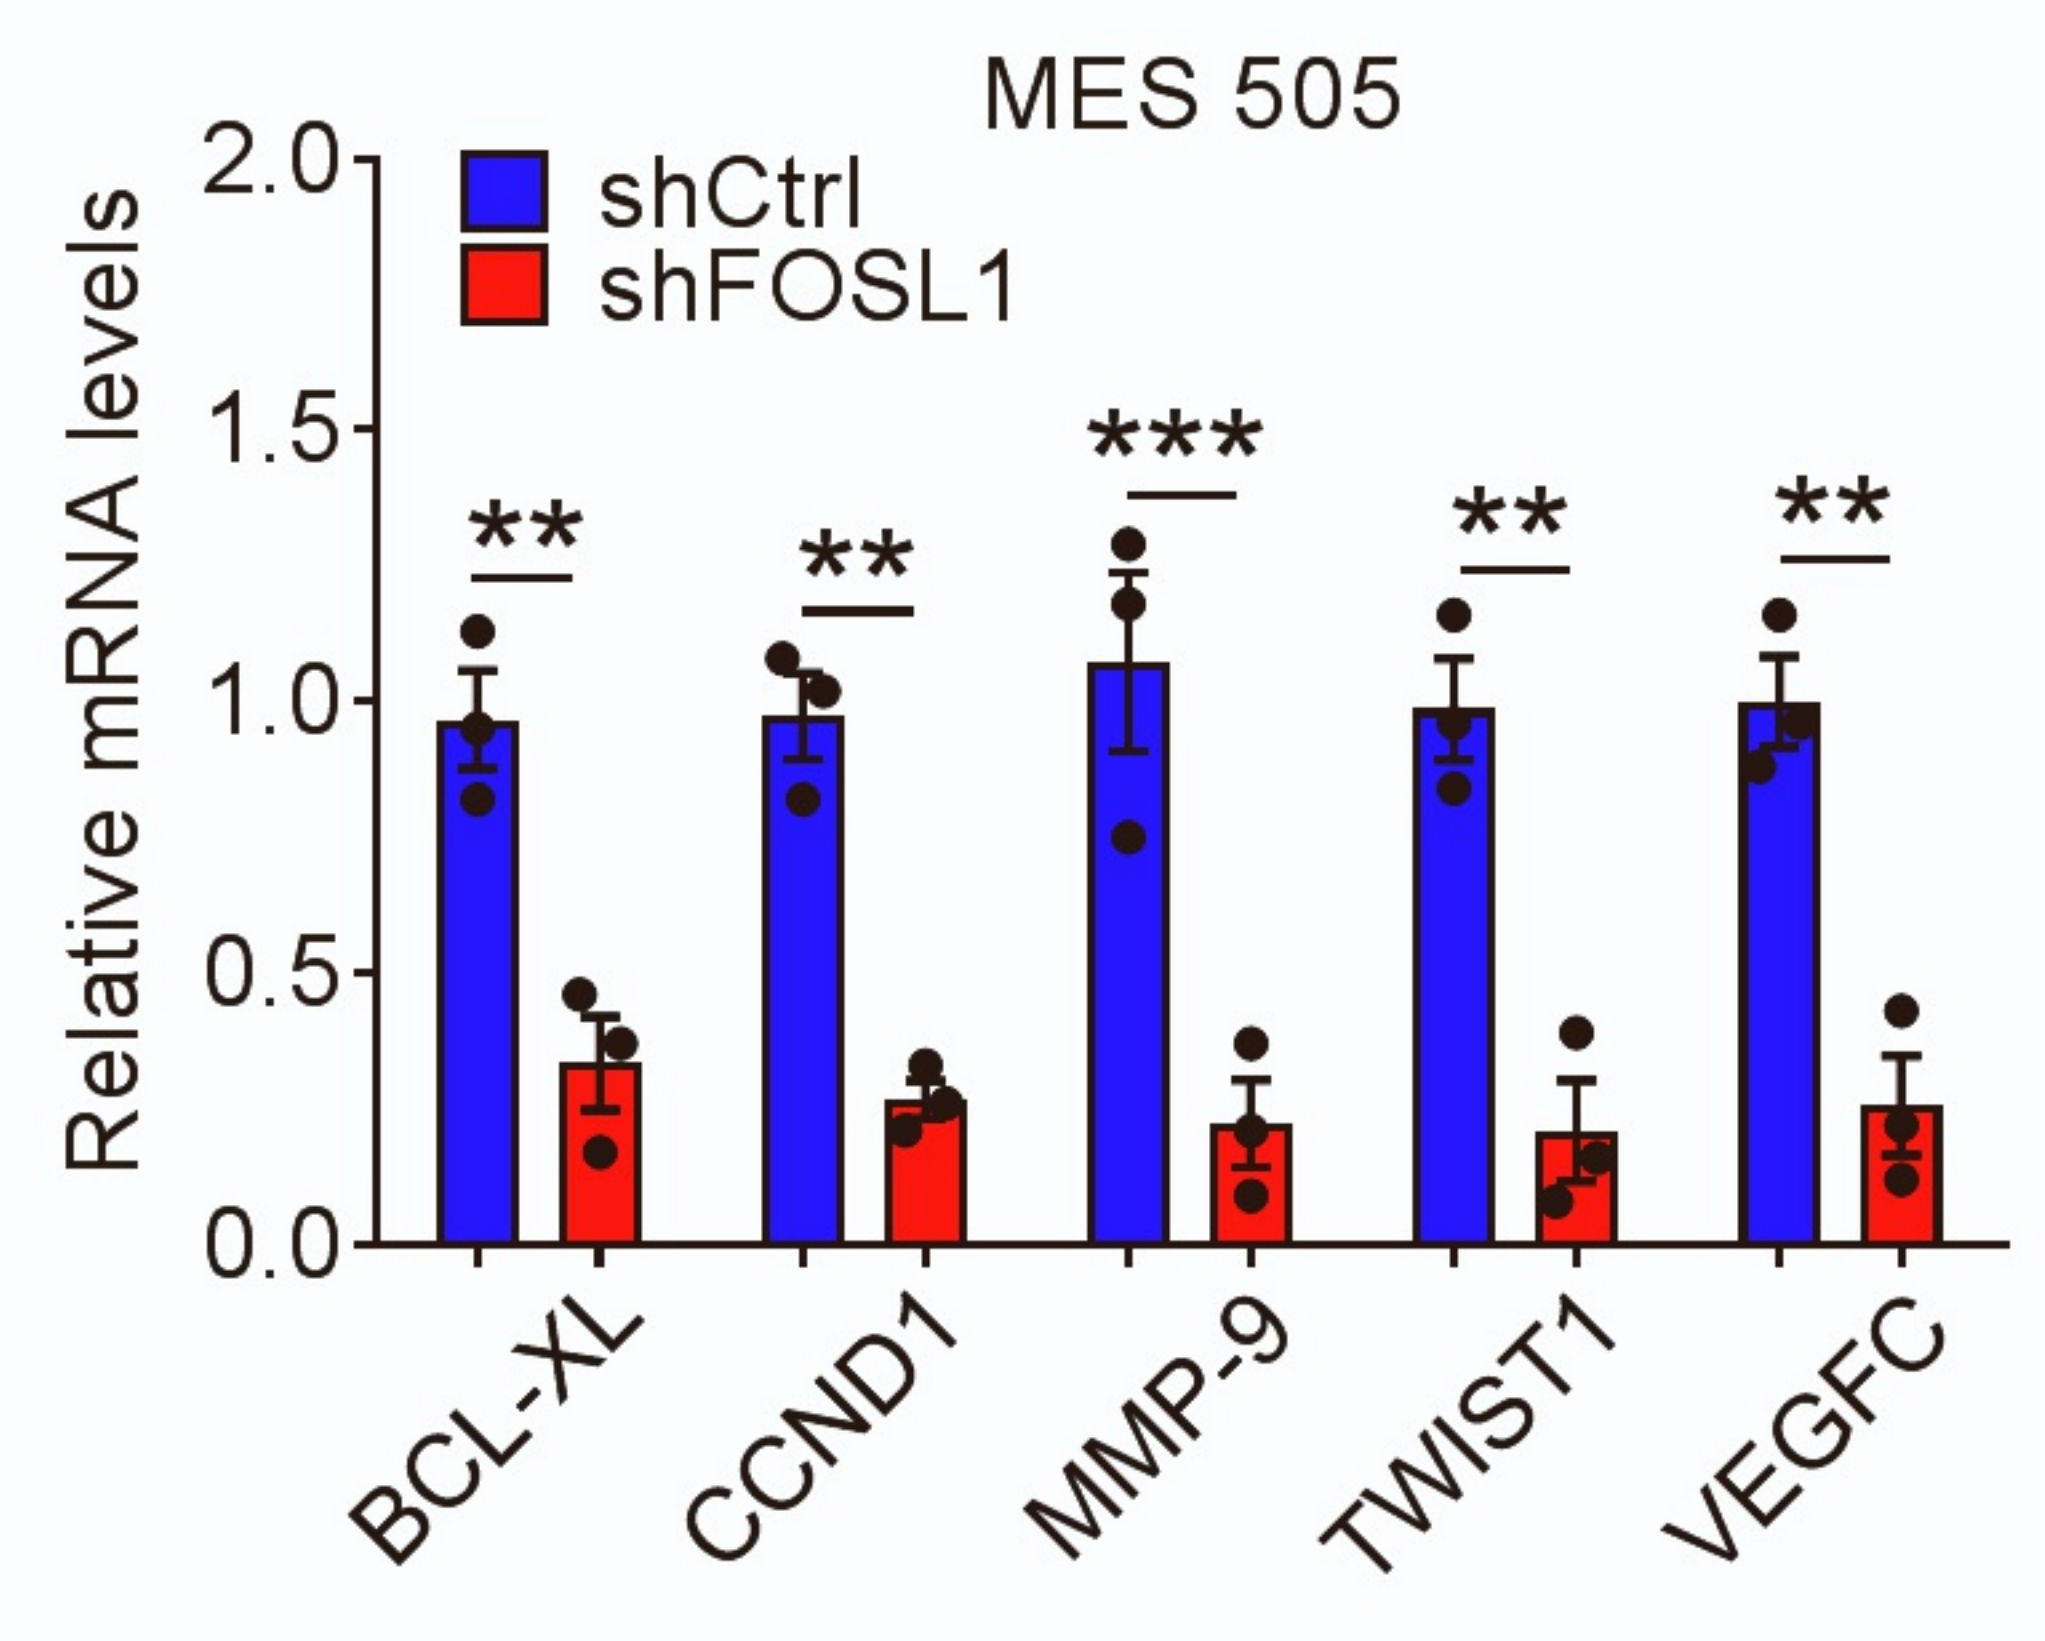 MES 505
Relative mRNA levels
2.0
1.5
1.0
0.5
0.0
shCtrl
shFOSL1
**
**
***
**
**
BCL-XL
CCND1
MMP-9
TWIST1
VEGFC